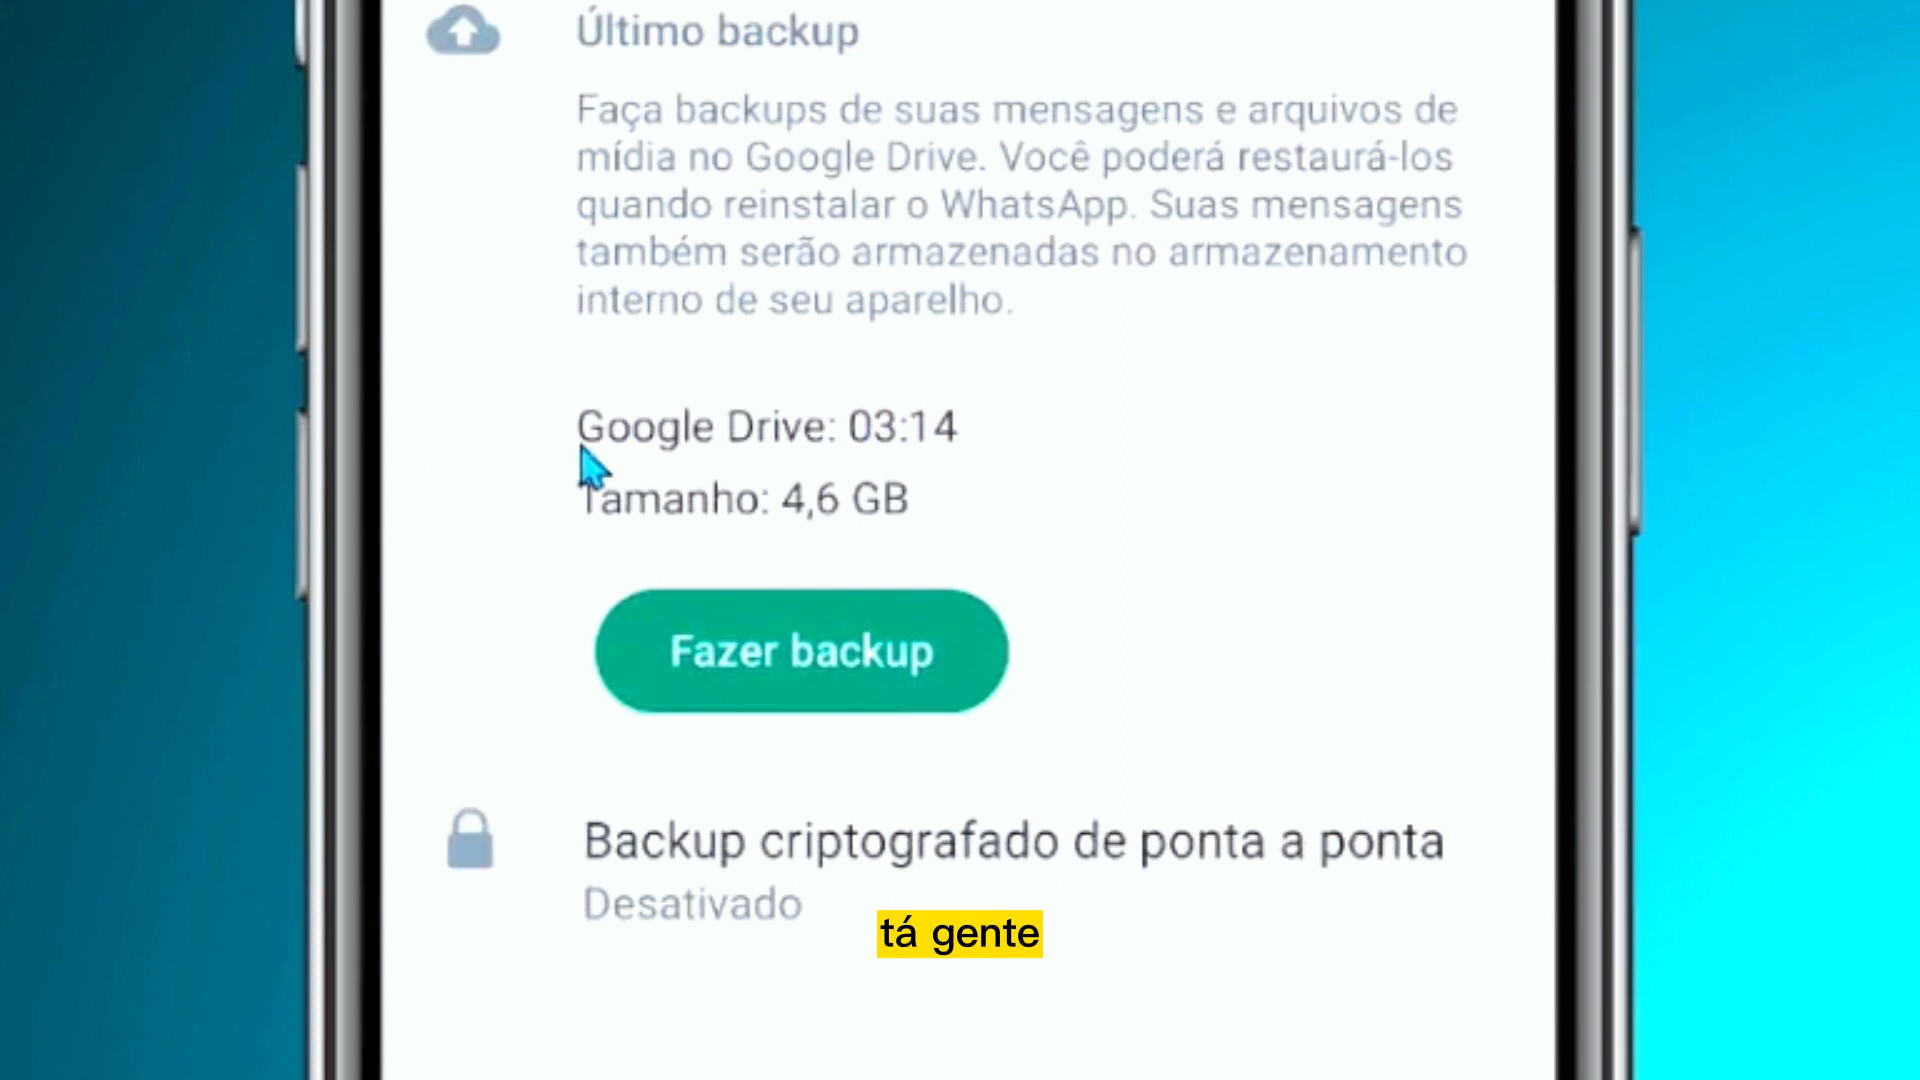 Último backup
Faça backups de suas mensagens e arquivos de
mídia no Google Drive. Você poderá restaurá-los
quando reinstalar o WhatsApp. Suas mensagens
também serão armazenadas no armazenamento
interno de seu aparelho.
Google Drive: 03:14
Tamanho: 4,6 GB
Fazer backup
Backup criptografado de ponta a ponta
Desativado
tá gente